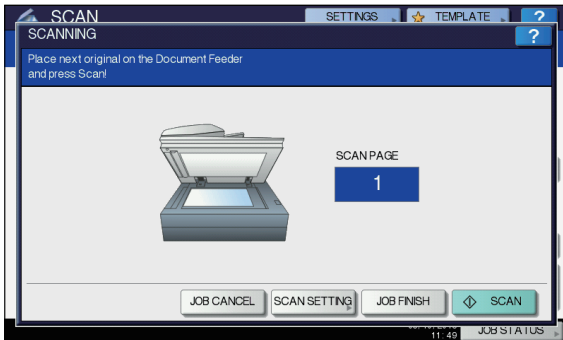 SCAN
SETTINGS
TEMPLATE
?
SCANNING
?
Place next original on the Document Feeder
and press Scan!
SCAN PAGE
1
JOB CANCEL
SCAN SETTING
JOB FINISH
SCAN
11:49
JOB STATUS